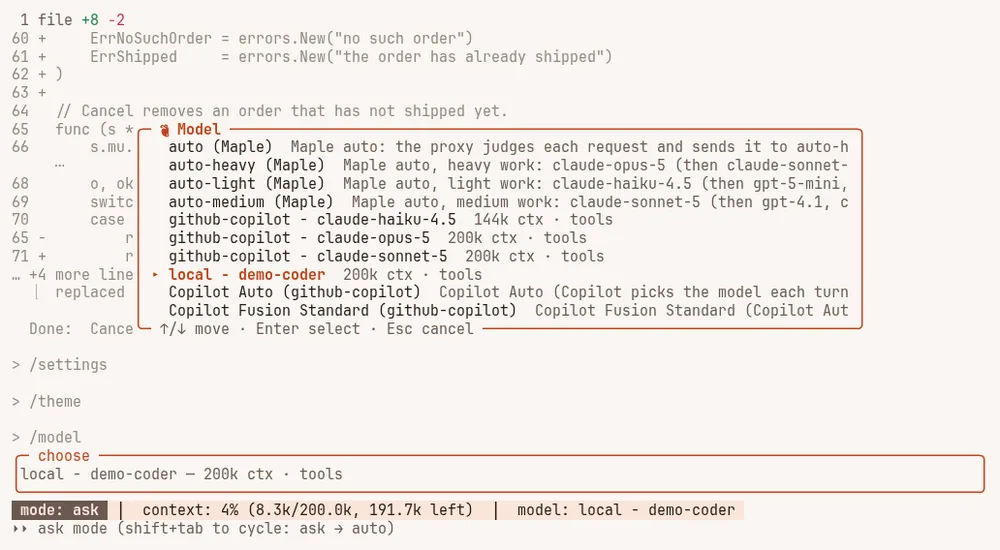 1 file +8 -2
60 +     ErrNoSuchOrder = errors.New("no such order")
61 +     ErrShipped     = errors.New("the order has already shipped")
62 + )
63 +
64   // Cancel removes an order that has not shipped yet.
65   func (s *
Model
66       s.mu.
auto (Maple)  Maple auto: the proxy judges each request and sends it to auto-h
…
auto-heavy (Maple)  Maple auto, heavy work: claude-opus-5 (then claude-sonnet-
68       o, ok
auto-light (Maple)  Maple auto, light work: claude-haiku-4.5 (then gpt-5-mini,
69       switc
auto-medium (Maple)  Maple auto, medium work: claude-sonnet-5 (then gpt-4.1, c
70       case
github-copilot - claude-haiku-4.5  144k ctx · tools
65 -         r
github-copilot - claude-opus-5  200k ctx · tools
71 +         r
github-copilot - claude-sonnet-5  200k ctx · tools
… +4 more line
‣ local - demo-coder  200k ctx · tools
replaced
Copilot Auto (github-copilot)  Copilot Auto (Copilot picks the model each turn
Copilot Fusion Standard (github-copilot)  Copilot Fusion Standard (Copilot Aut
Done:  Cance
↑/↓ move · Enter select · Esc cancel
> /settings
> /theme
> /model
choose
local - demo-coder — 200k ctx · tools
mode: ask | context: 4% (8.3k/200.0k, 191.7k left) | model: local - demo-coder
‣‣ ask mode (shift+tab to cycle: ask → auto)